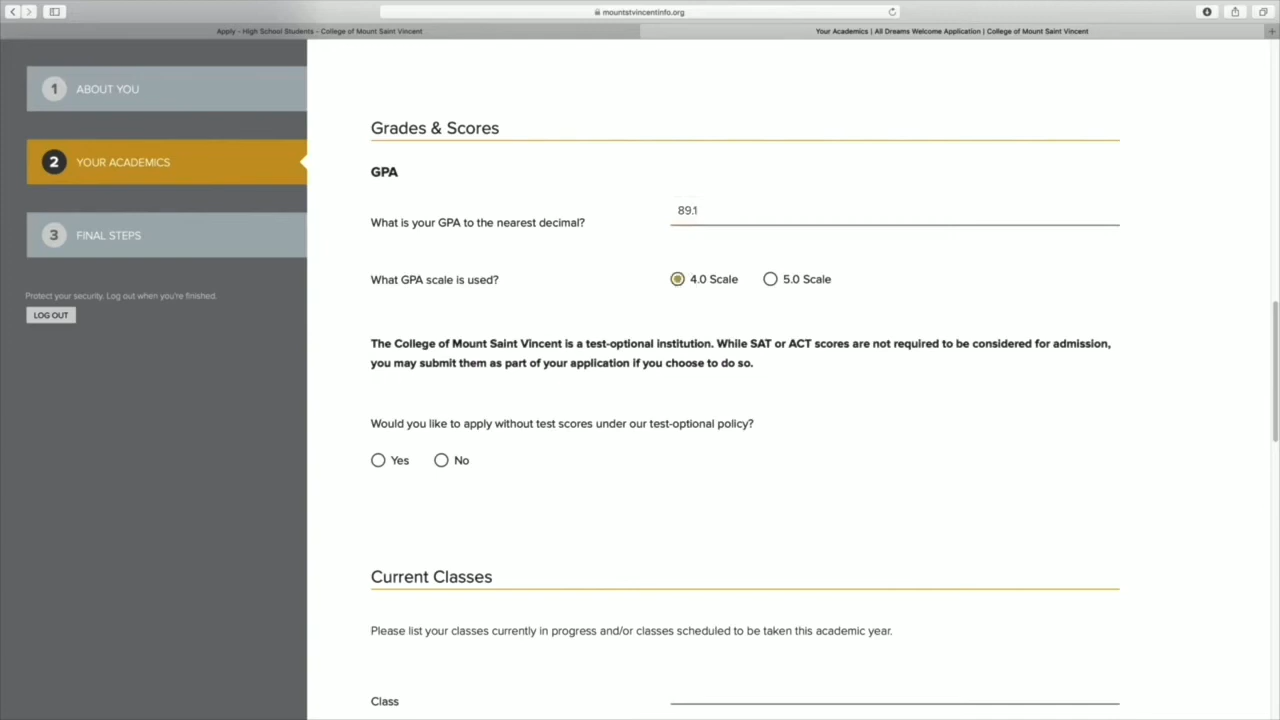 mountstvincentinfo.org
Apply - High School Students - College of Mount Saint Vincent
Your Academics | All Dreams Welcome Application | College of Mount Saint Vincent
1 ABOUT YOU
2 YOUR ACADEMICS
3 FINAL STEPS
Protect your security. Log out when you're finished.
LOG OUT
Grades & Scores
GPA
What is your GPA to the nearest decimal?
89.1
What GPA scale is used?
4.0 Scale
5.0 Scale
The College of Mount Saint Vincent is a test-optional institution. While SAT or ACT scores are not required to be considered for admission,
you may submit them as part of your application if you choose to do so.
Would you like to apply without test scores under our test-optional policy?
Yes
No
Current Classes
Please list your classes currently in progress and/or classes scheduled to be taken this academic year.
Class